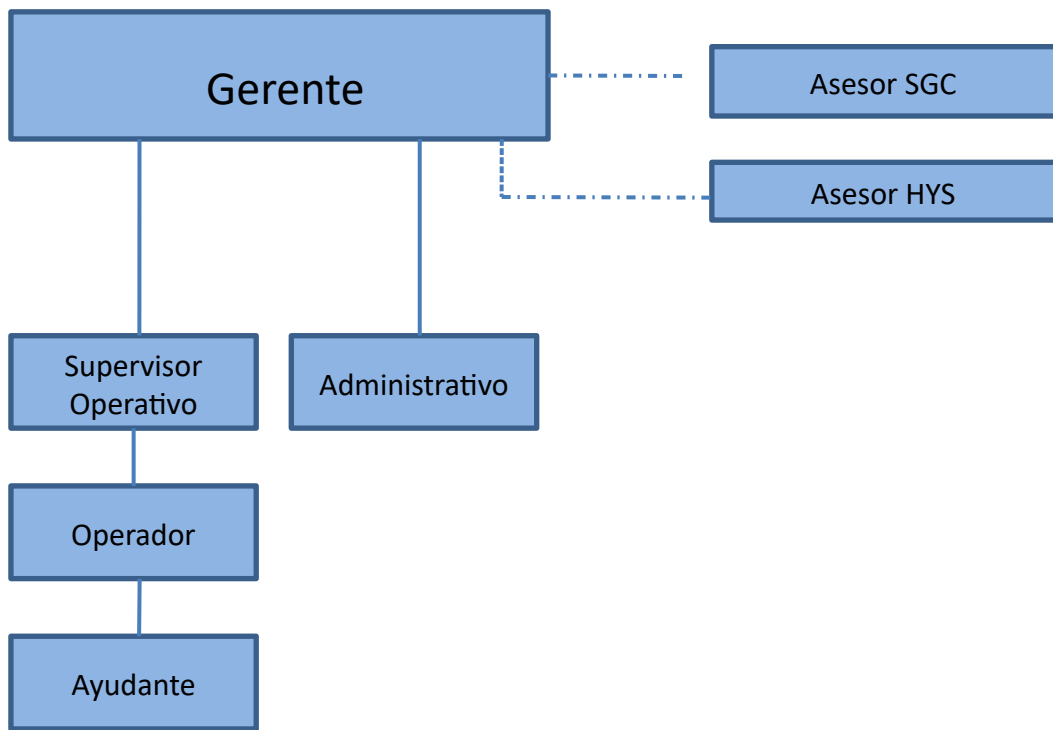 Gerente
Asesor SGC
Asesor HYS
Supervisor
Operativo
Administrativo
Operador
Ayudante